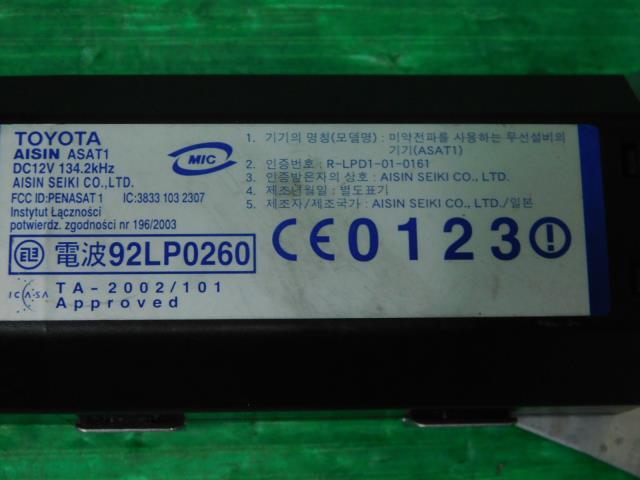 TOYOTA
AISIN ASAT1
DC12V 134.2kHz
AISIN SEIKI CO.,LTD.
FCC ID:PENASAT 1 IC:3833 103 2307
Instytut Łączności
potwierdz. zgodności nr 196/2003
電波92LP0260
ICASA TA-2002/101
Approved
MIC
1. 기기의 명칭(모델명) : 미약전파를 사용하는 무선설비의
기기(ASAT1)
2. 인증번호 : R-LPD1-01-0161
3. 인증받은자의 상호 : AISIN SEIKI CO., LTD.
4. 제조년월일 : 별도표기
5. 제조자/제조국가 : AISIN SEIKI CO., LTD./일본
CE0123